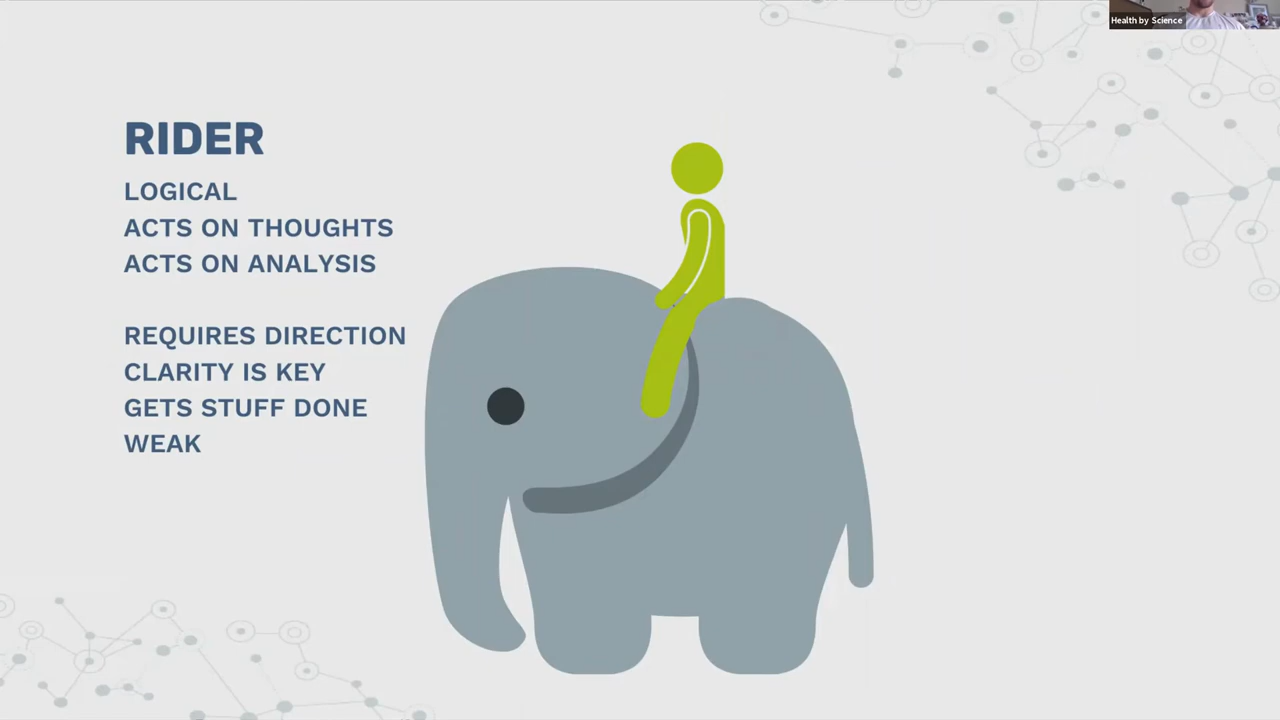 Health by Science
RIDER
LOGICAL
ACTS ON THOUGHTS
ACTS ON ANALYSIS
REQUIRES DIRECTION
CLARITY IS KEY
GETS STUFF DONE
WEAK